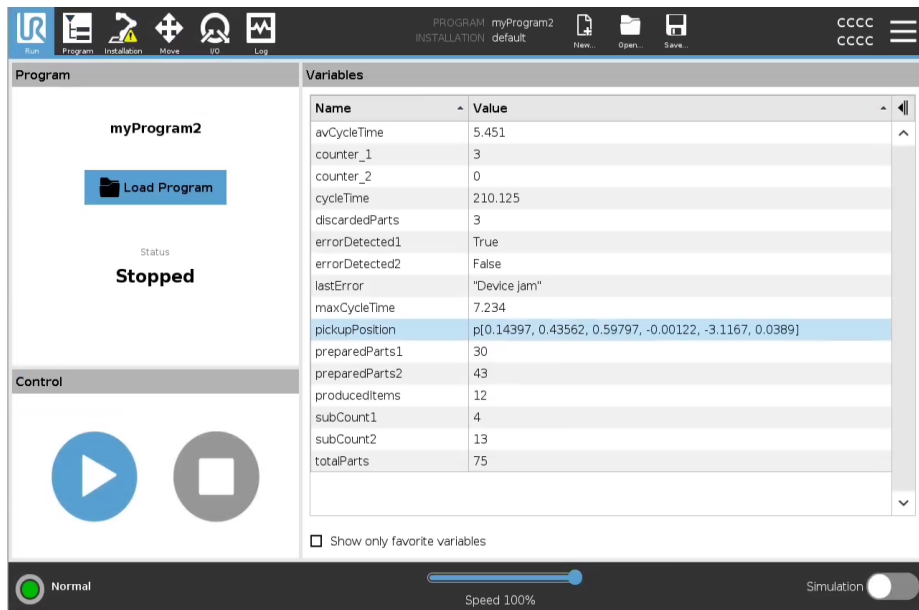 UR
PROGRAM myProgram2
INSTALLATION default
CCCC
CCCC
Run
Program
Installation
Move
I/O
Log
New...
Open...
Save...
Program
Variables
myProgram2
Load Program
Status
Stopped
Control
Name Value
avCycleTime 5.451
counter_1 3
counter_2 0
cycleTime 210.125
discardedParts 3
errorDetected1 True
errorDetected2 False
lastError "Device jam"
maxCycleTime 7.234
pickupPosition p[0.14397, 0.43562, 0.59797, -0.00122, -3.1167, 0.0389]
preparedParts1 30
preparedParts2 43
producedItems 12
subCount1 4
subCount2 13
totalParts 75
Show only favorite variables
Normal
Speed 100%
Simulation